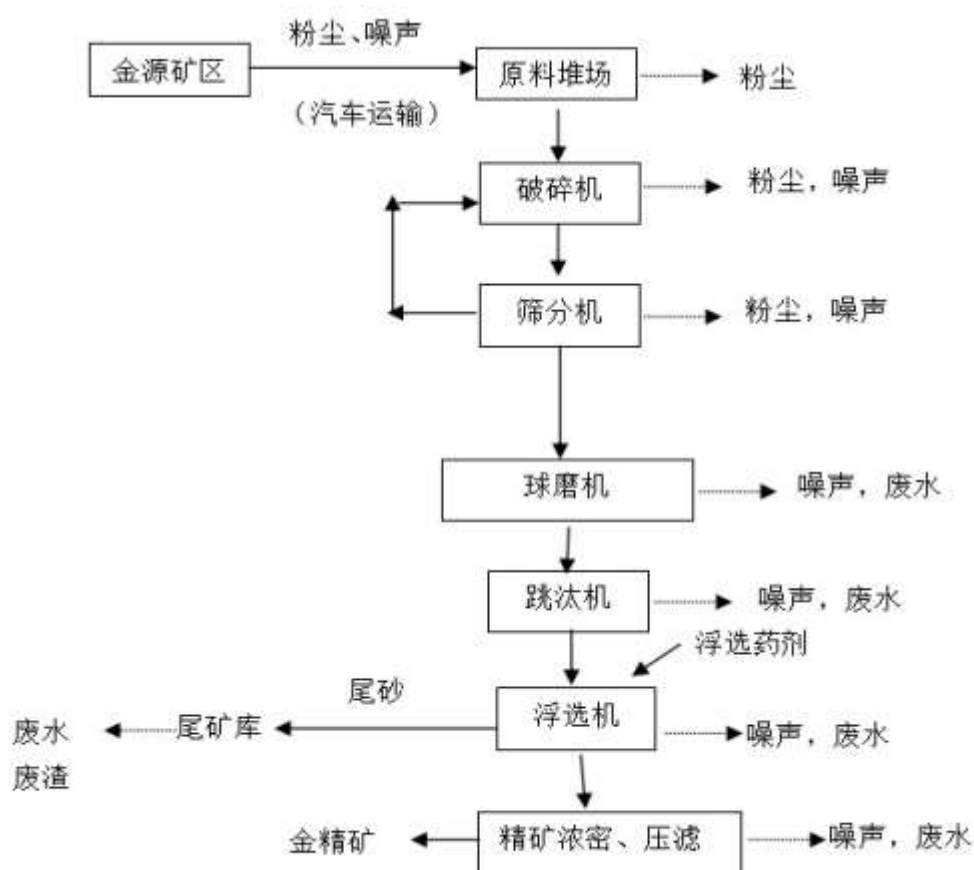 粉尘、噪声
金源矿区
原料堆场
粉尘
（汽车运输）
破碎机
粉尘，噪声
筛分机
粉尘，噪声
球磨机
噪声，废水
跳汰机
噪声，废水
浮选药剂
尾砂
浮选机
废水
尾矿库
噪声，废水
废渣
金精矿
精矿浓密、压滤
噪声，废水